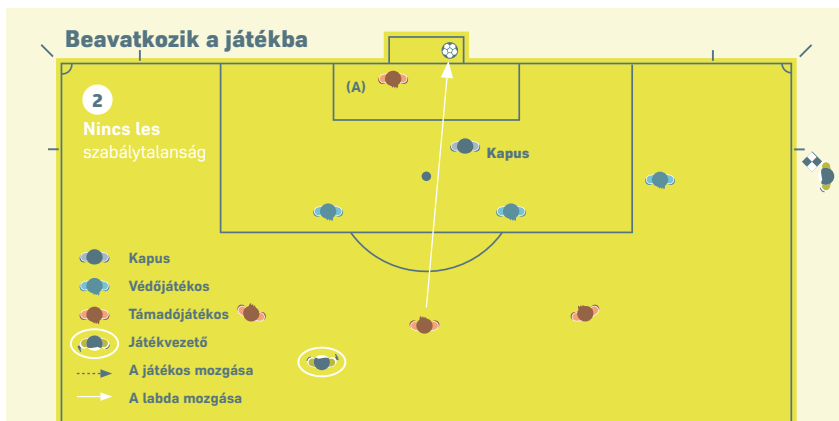 Beavatkozik a játékba
(A)
2
Nincs les
szabálytalanság
Kapus
Kapus
Védőjátékos
Támadójátékos
Játékvezető
A játékos mozgása
A labda mozgása